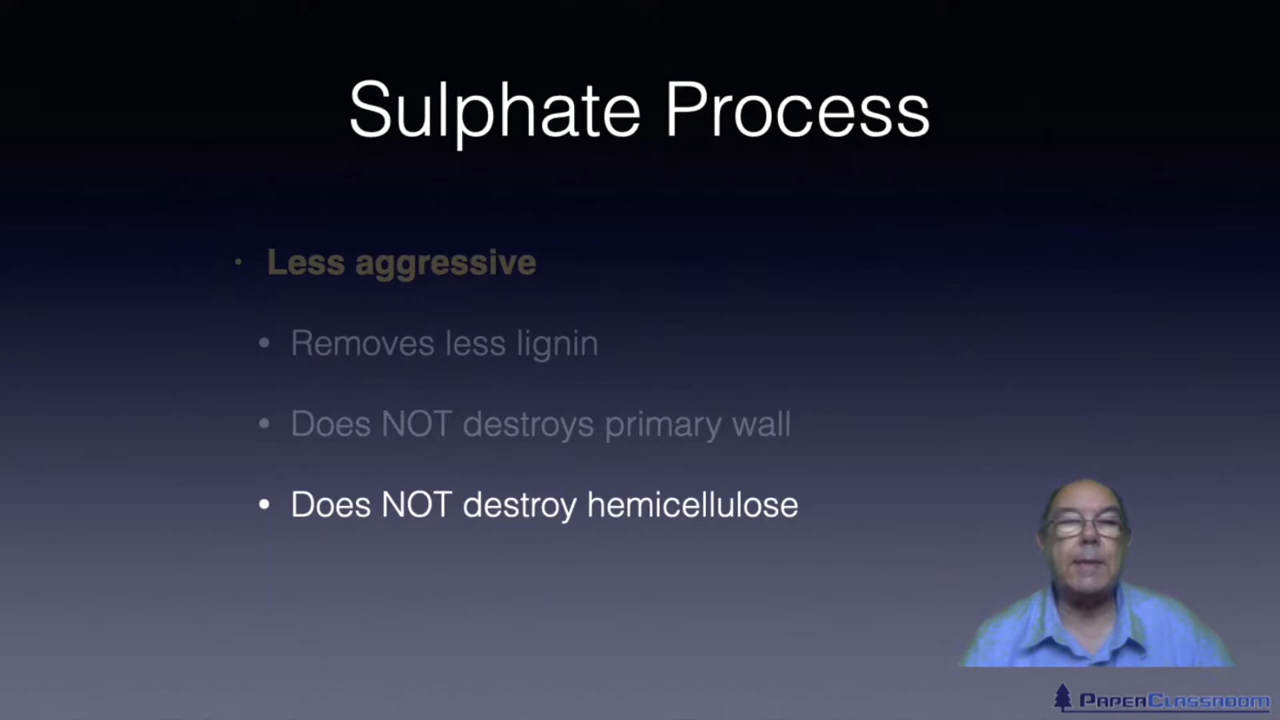 Sulphate Process
• Less aggressive
• Removes less lignin
• Does NOT destroys primary wall
• Does NOT destroy hemicellulose
PAPERCLASSROOM